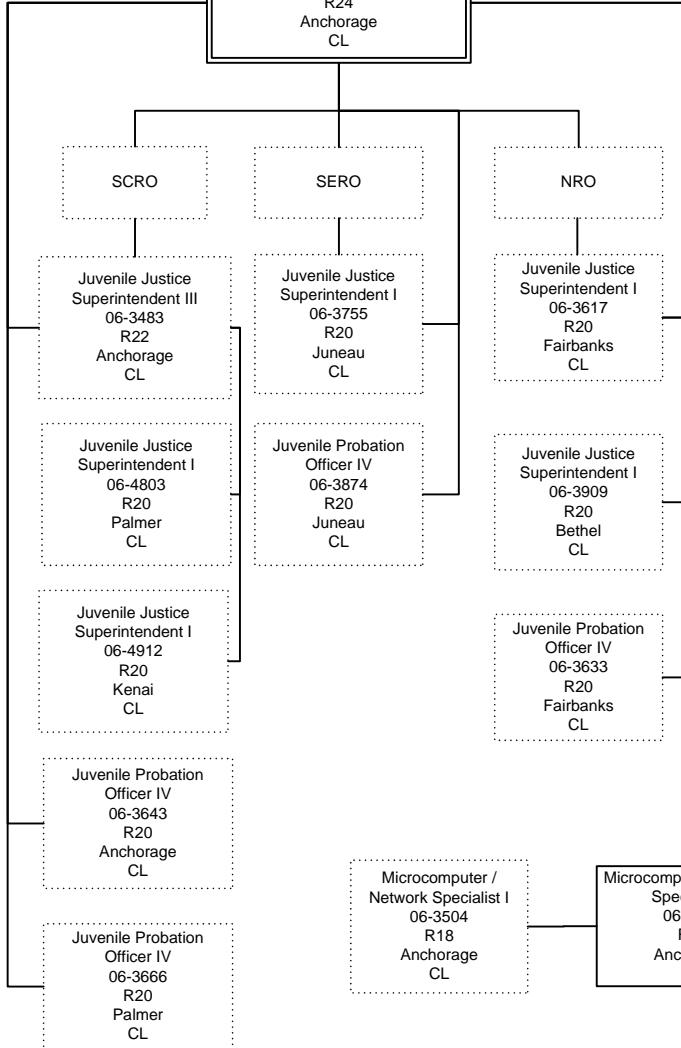 R24
Anchorage
CL
SCRO
SERO
NRO
Juvenile Justice
Superintendent III
06-3483
R22
Anchorage
CL
Juvenile Justice
Superintendent I
06-3755
R20
Juneau
CL
Juvenile Justice
Superintendent I
06-3617
R20
Fairbanks
CL
Juvenile Justice
Superintendent I
06-4803
R20
Palmer
CL
Juvenile Probation
Officer IV
06-3874
R20
Juneau
CL
Juvenile Justice
Superintendent I
06-3909
R20
Bethel
CL
Juvenile Justice
Superintendent I
06-4912
R20
Kenai
CL
Juvenile Probation
Officer IV
06-3633
R20
Fairbanks
CL
Juvenile Probation
Officer IV
06-3643
R20
Anchorage
CL
Microcomputer /
Network Specialist I
06-3504
R18
Anchorage
CL
Microcomp
Spe
06
Anc
Juvenile Probation
Officer IV
06-3666
R20
Palmer
CL